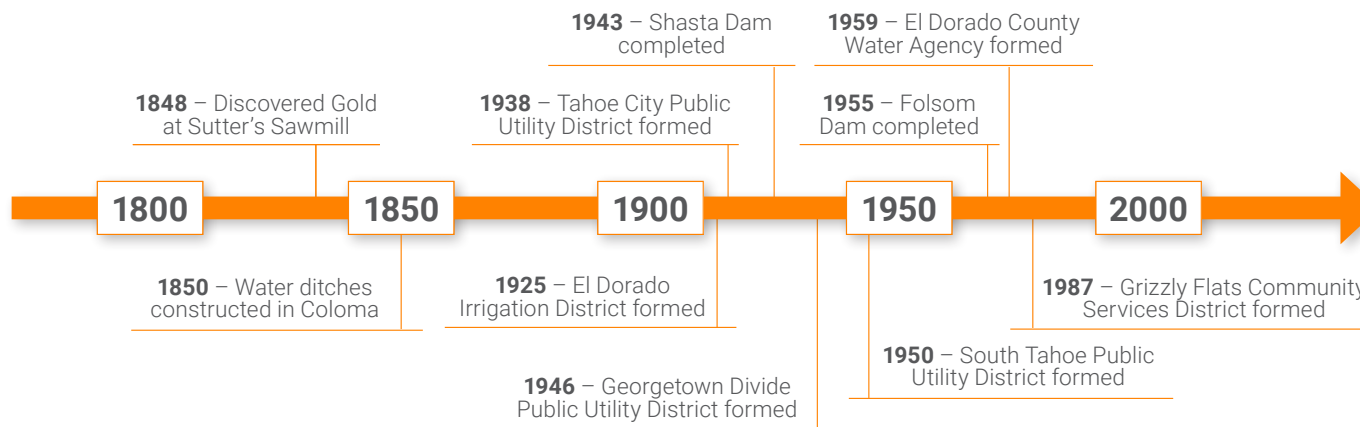 1943 – Shasta Dam
completed
1959 – El Dorado County
Water Agency formed
1848 – Discovered Gold
at Sutter's Sawmill
1938 – Tahoe City Public
Utility District formed
1955 – Folsom
Dam completed
1800
1850
1900
1950
2000
1850 – Water ditches
constructed in Coloma
1925 – El Dorado
Irrigation District formed
1987 – Grizzly Flats Community
Services District formed
1946 – Georgetown Divide
Public Utility District formed
1950 – South Tahoe Public
Utility District formed